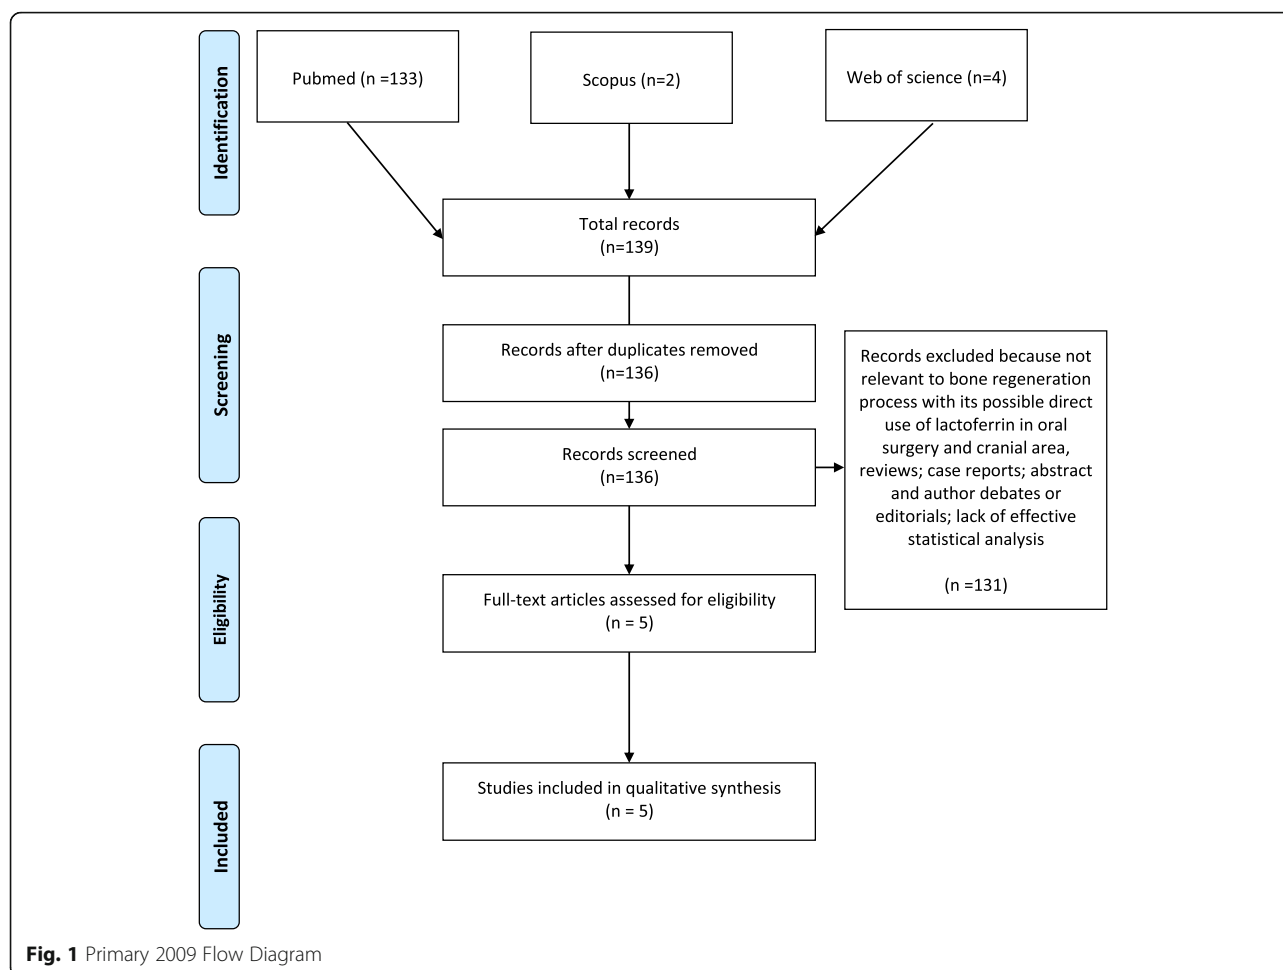 Identification
Pubmed (n =133)
Scopus (n=2)
Web of science (n=4)
Total records
(n=139)
Screening
Records after duplicates removed
(n=136)
Records screened
(n=136)
Records excluded because not
relevant to bone regeneration
process with its possible direct
use of lactoferrin in oral
surgery and cranial area,
reviews; case reports; abstract
and author debates or
editorials; lack of effective
statistical analysis
(n =131)
Eligibility
Full-text articles assessed for eligibility
(n = 5)
Included
Studies included in qualitative synthesis
(n = 5)
Fig. 1 Primary 2009 Flow Diagram